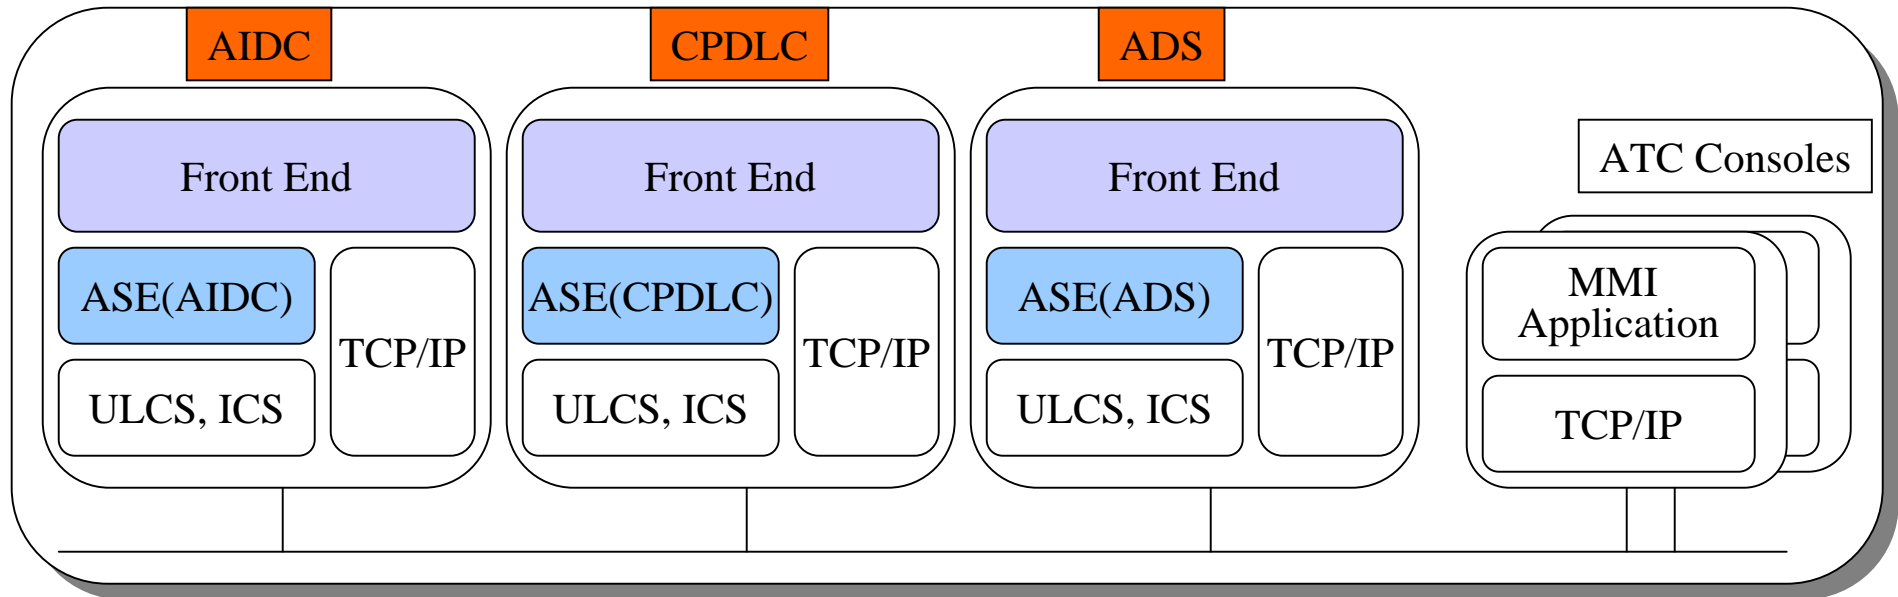 AIDC
CPDLC
ADS
Front End
Front End
Front End
ATC Consoles
ASE(AIDC)
TCP/IP
ULCS, ICS
ASE(CPDLC)
TCP/IP
ULCS, ICS
ASE(ADS)
TCP/IP
ULCS, ICS
MMI
Application
TCP/IP